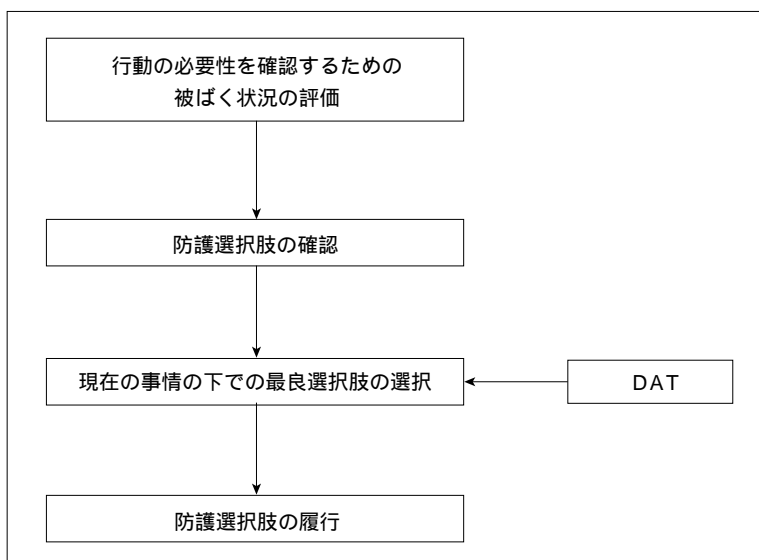 行動の必要性を確認するための
被ばく状況の評価
防護選択肢の確認
現在の事情の下での最良選択肢の選択
DAT
防護選択肢の履行